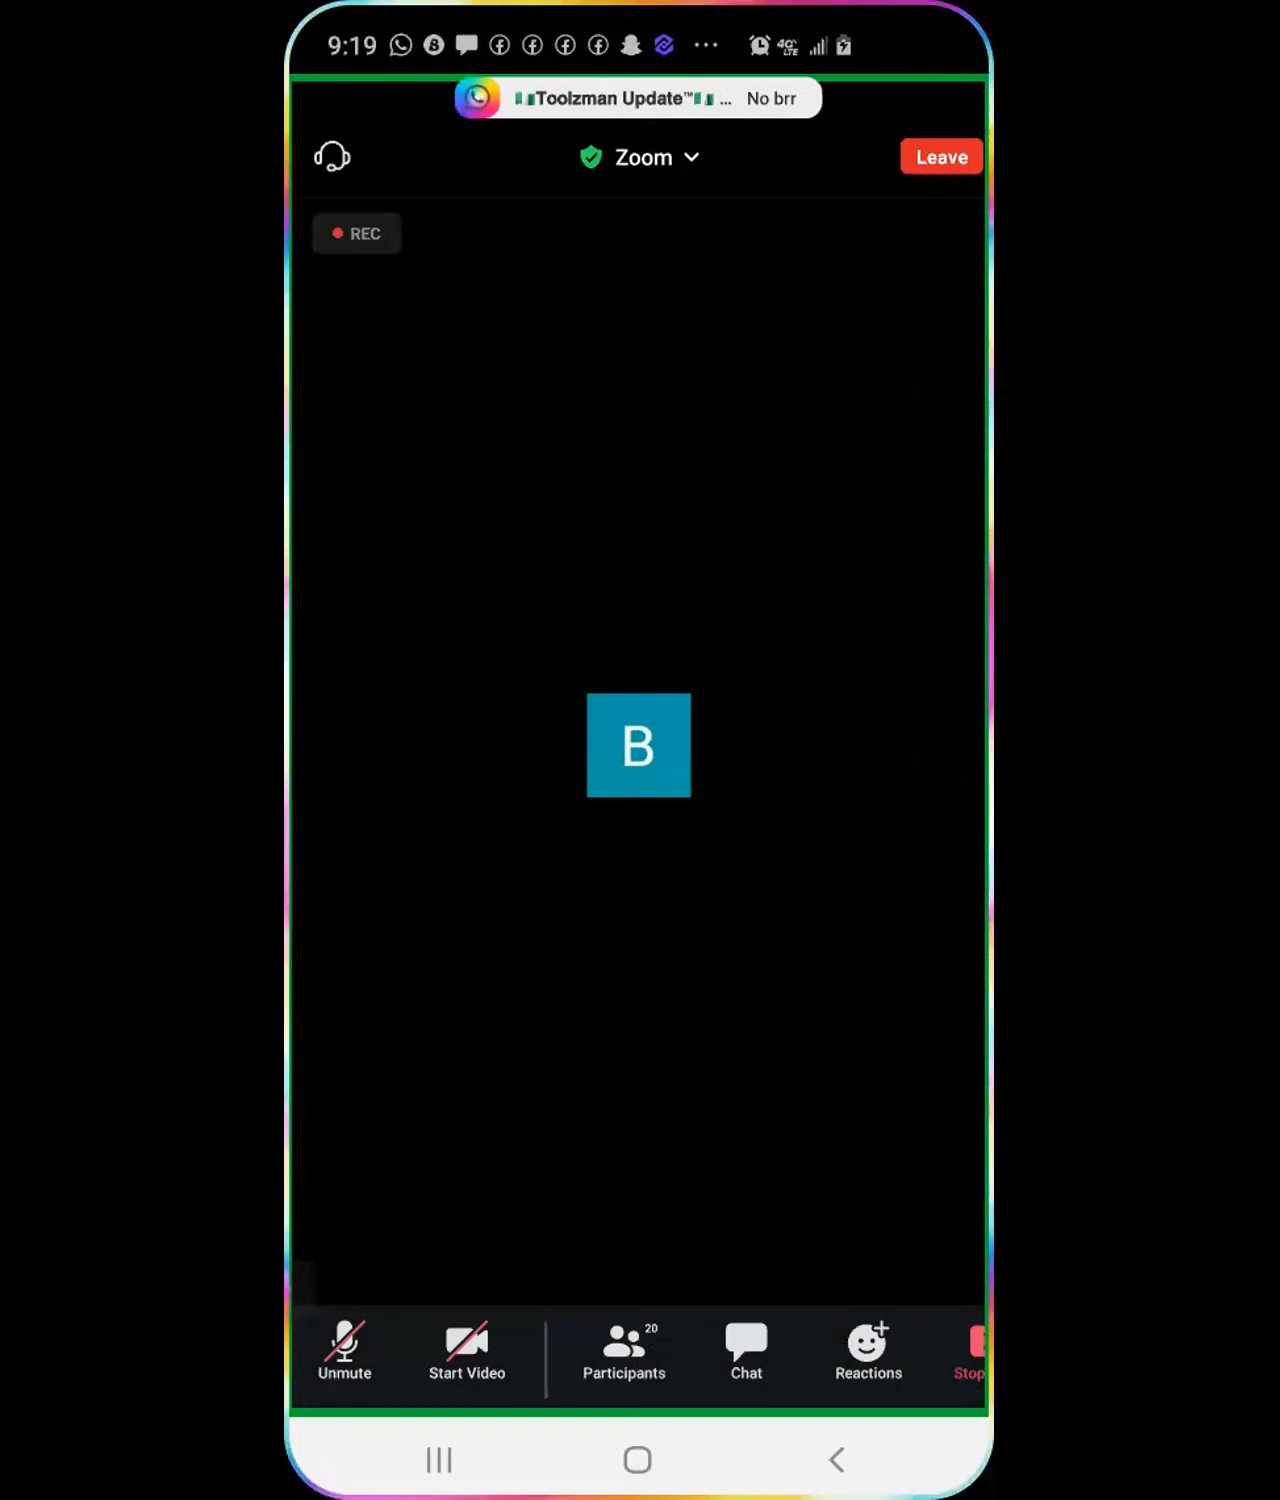 9:19
🇳🇬Toolzman Update™🇳🇬 ... No brr
Zoom
Leave
REC
B
20
Unmute
Start Video
Participants
Chat
Reactions
Stop